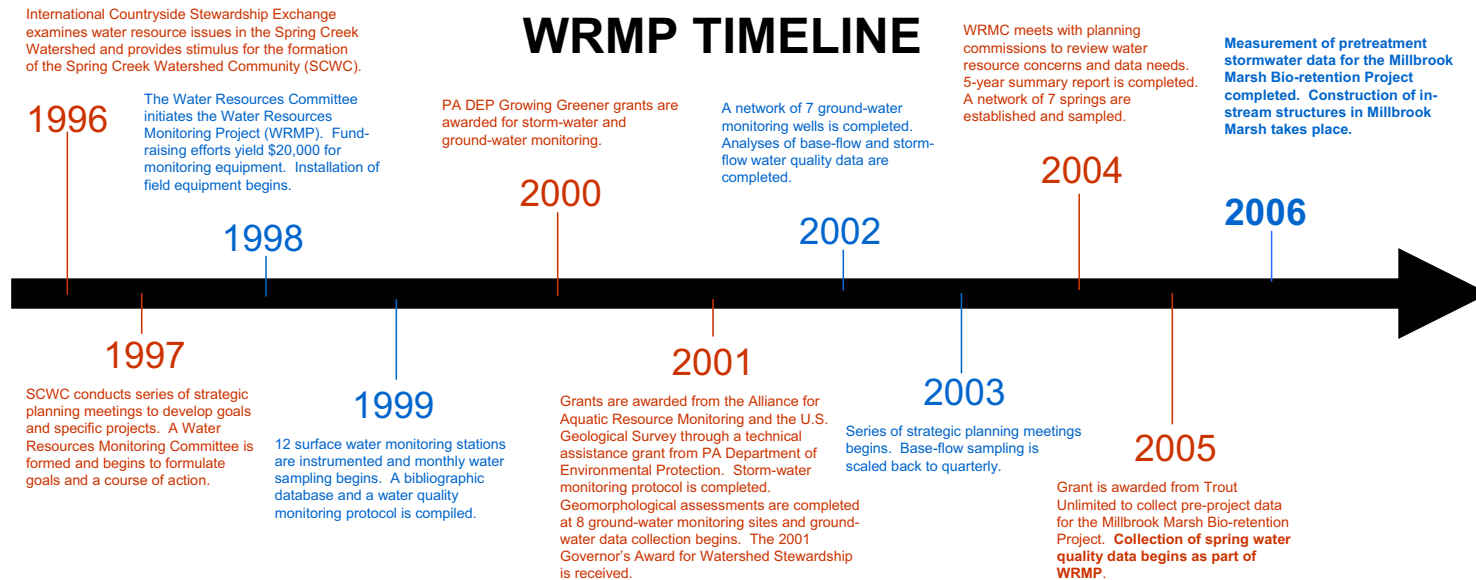 WRMP TIMELINE
International Countryside Stewardship Exchange
examines water resource issues in the Spring Creek
Watershed and provides stimulus for the formation
of the Spring Creek Watershed Community (SCWC).
1996
SCWC conducts series of strategic
planning meetings to develop goals
and specific projects.  A Water
Resources Monitoring Committee is
formed and begins to formulate
goals and a course of action.
1997
The Water Resources Committee
initiates the Water Resources
Monitoring Project (WRMP).  Fund-
raising efforts yield $20,000 for
monitoring equipment.  Installation of
field equipment begins.
1998
1999
12 surface water monitoring stations
are instrumented and monthly water
sampling begins.  A bibliographic
database and a water quality
monitoring protocol is compiled.
PA DEP Growing Greener grants are
awarded for storm-water and
ground-water monitoring.
2000
2001
Grants are awarded from the Alliance for
Aquatic Resource Monitoring and the U.S.
Geological Survey through a technical
assistance grant from PA Department of
Environmental Protection.  Storm-water
monitoring protocol is completed.
Geomorphological assessments are completed
at 8 ground-water monitoring sites and ground-
water data collection begins.  The 2001
Governor's Award for Watershed Stewardship
is received.
A network of 7 ground-water
monitoring wells is completed.
Analyses of base-flow and storm-
flow water quality data are
completed.
2002
2003
Series of strategic planning meetings
begins.  Base-flow sampling is
scaled back to quarterly.
WRMC meets with planning
commissions to review water
resource concerns and data needs.
5-year summary report is completed.
A network of 7 springs are
established and sampled.
2004
2005
Grant is awarded from Trout
Unlimited to collect pre-project data
for the Millbrook Marsh Bio-retention
Project.  Collection of spring water
quality data begins as part of
WRMP.
Measurement of pretreatment
stormwater data for the Millbrook
Marsh Bio-retention Project
completed.  Construction of in-
stream structures in Millbrook
Marsh takes place.
2006